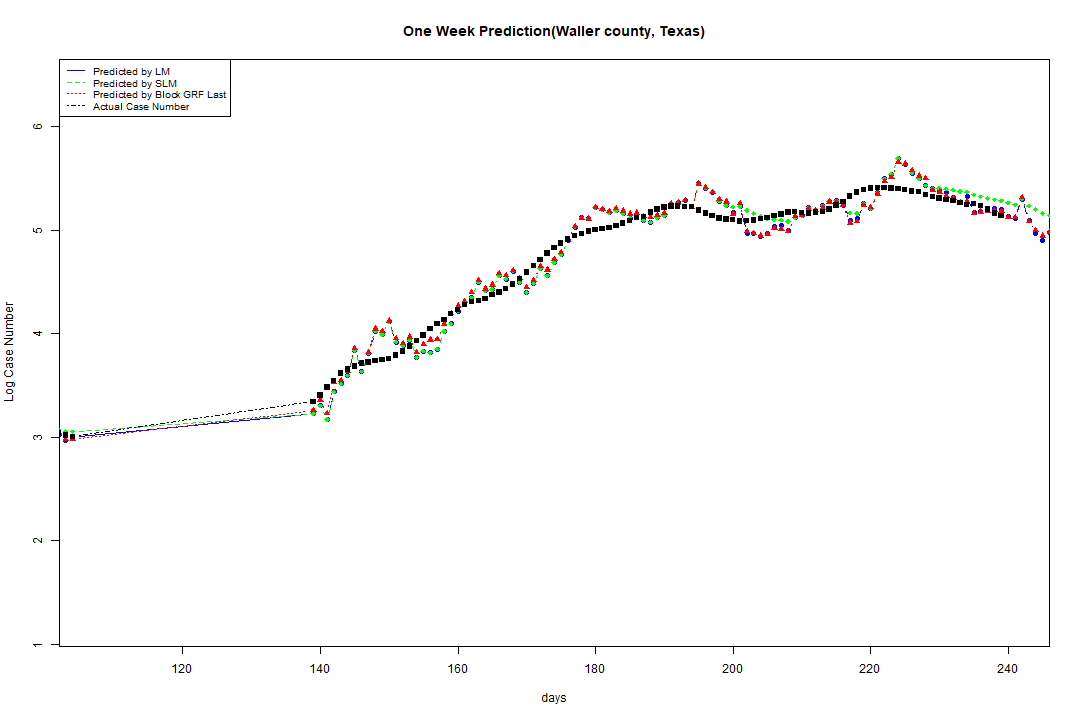 One Week Prediction(Waller county, Texas)
Predicted by LM
Predicted by SLM
Predicted by Block GRF Last
Actual Case Number
Log Case Number
6
5
4
3
2
1
120 140 160 180 200 220 240
days